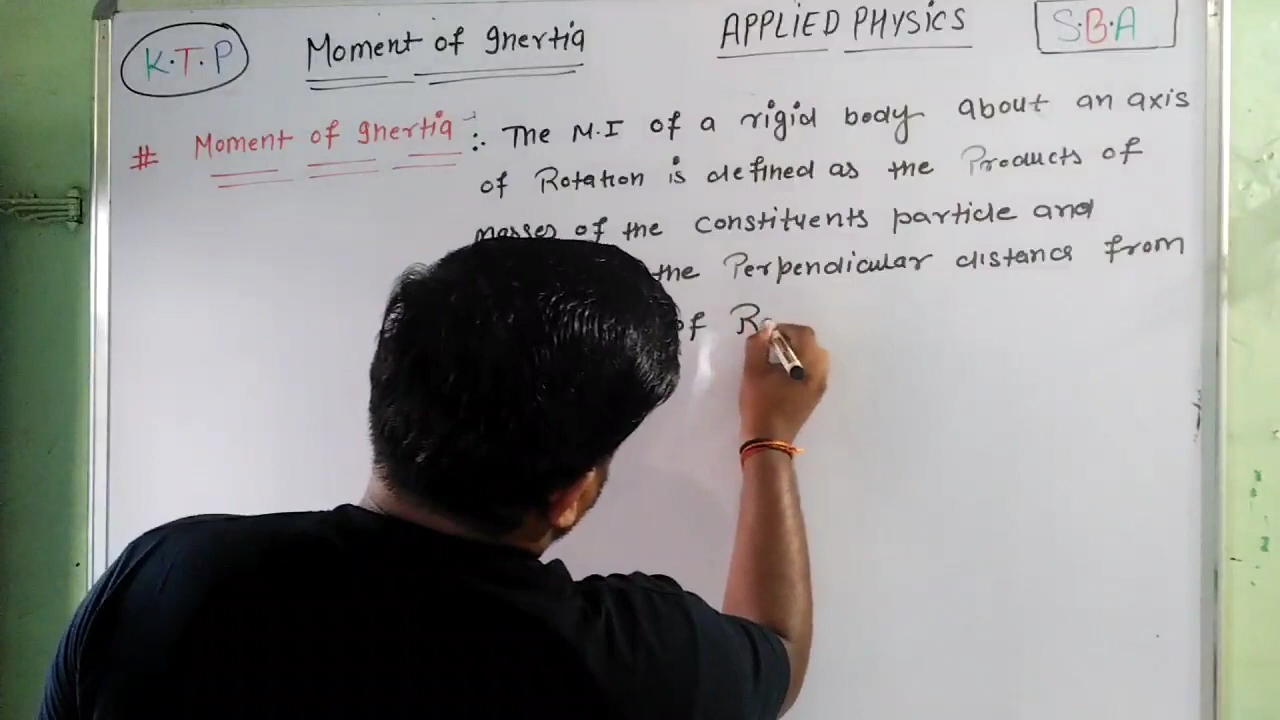 K.T.P
Moment of Inertia
APPLIED PHYSICS
S.B.A
# Moment of Inertia :. The M.I of a rigid body about an axis
of Rotation is defined as the Products of
masses of the constituents particle and
the Perpendicular distance from
of